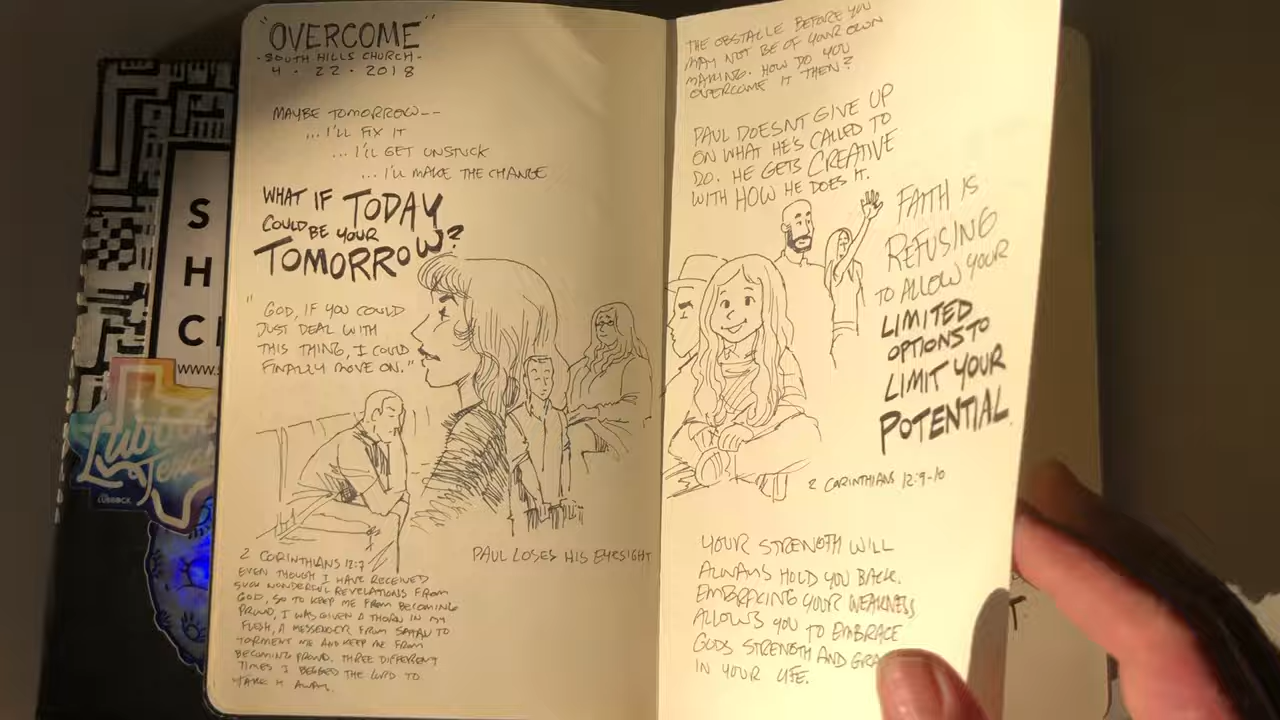 "OVERCOME"
· SOUTH HILLS CHURCH ·
4 · 22 · 2018
MAYBE TOMORROW--
... I'LL FIX IT
... I'LL GET UNSTUCK
... I'LL MAKE THE CHANGE
WHAT IF TODAY
COULD BE YOUR
TOMORROW?
"GOD, IF YOU COULD
JUST DEAL WITH
THIS THING, I COULD
FINALLY MOVE ON."
2 CORINTHIANS 12:7
EVEN THOUGH I HAVE RECEIVED
SUCH WONDERFUL REVELATIONS FROM
GOD, SO TO KEEP ME FROM BECOMING
PROUD, I WAS GIVEN A THORN IN MY
FLESH, A MESSENGER FROM SATAN TO
TORMENT ME AND KEEP ME FROM
BECOMING PROUD. THREE DIFFERENT
TIMES I BEGGED THE LORD TO
TAKE IT AWAY.
PAUL LOSES HIS EYESIGHT
THE OBSTACLE BEFORE YOU
MAY NOT BE OF YOUR OWN
MAKING. HOW DO YOU
OVERCOME IT THEN?
PAUL DOESNT GIVE UP
ON WHAT HE'S CALLED TO
DO. HE GETS CREATIVE
WITH HOW HE DOES IT.
FAITH IS
REFUSING
TO ALLOW YOUR
LIMITED
OPTIONS TO
LIMIT YOUR
POTENTIAL.
2 CORINTHIANS 12:9-10
YOUR STRENGTH WILL
ALWAYS HOLD YOU BACK.
EMBRACING YOUR WEAKNESS
ALLOWS YOU TO EMBRACE
GODS STRENGTH AND GRA
IN YOUR LIFE.
S
H
C
www.s
Lubbo
Texas
LUBBOCK
T